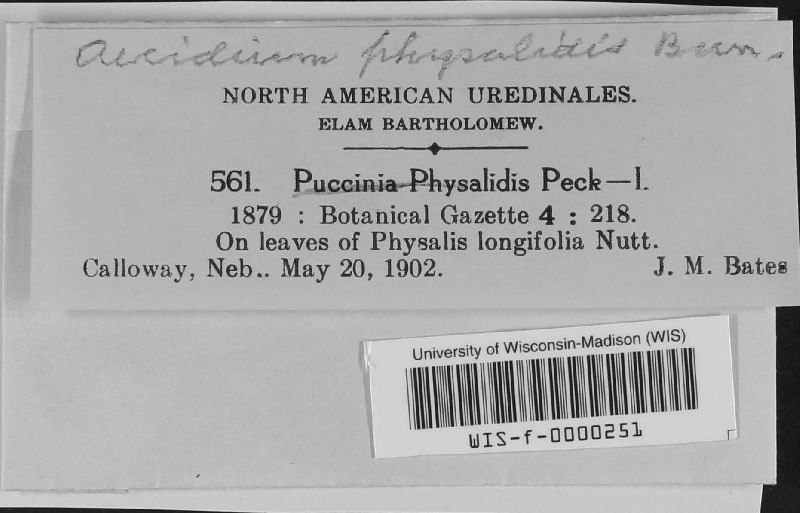 Aecidium physalidis Burr.
NORTH AMERICAN UREDINALES.
ELAM BARTHOLOMEW.
561. Puccinia Physalidis Peck—I.
1879 : Botanical Gazette 4 : 218.
On leaves of Physalis longifolia Nutt.
Calloway, Neb.. May 20, 1902. J. M. Bates
University of Wisconsin-Madison (WIS)
WIS-f-0000251